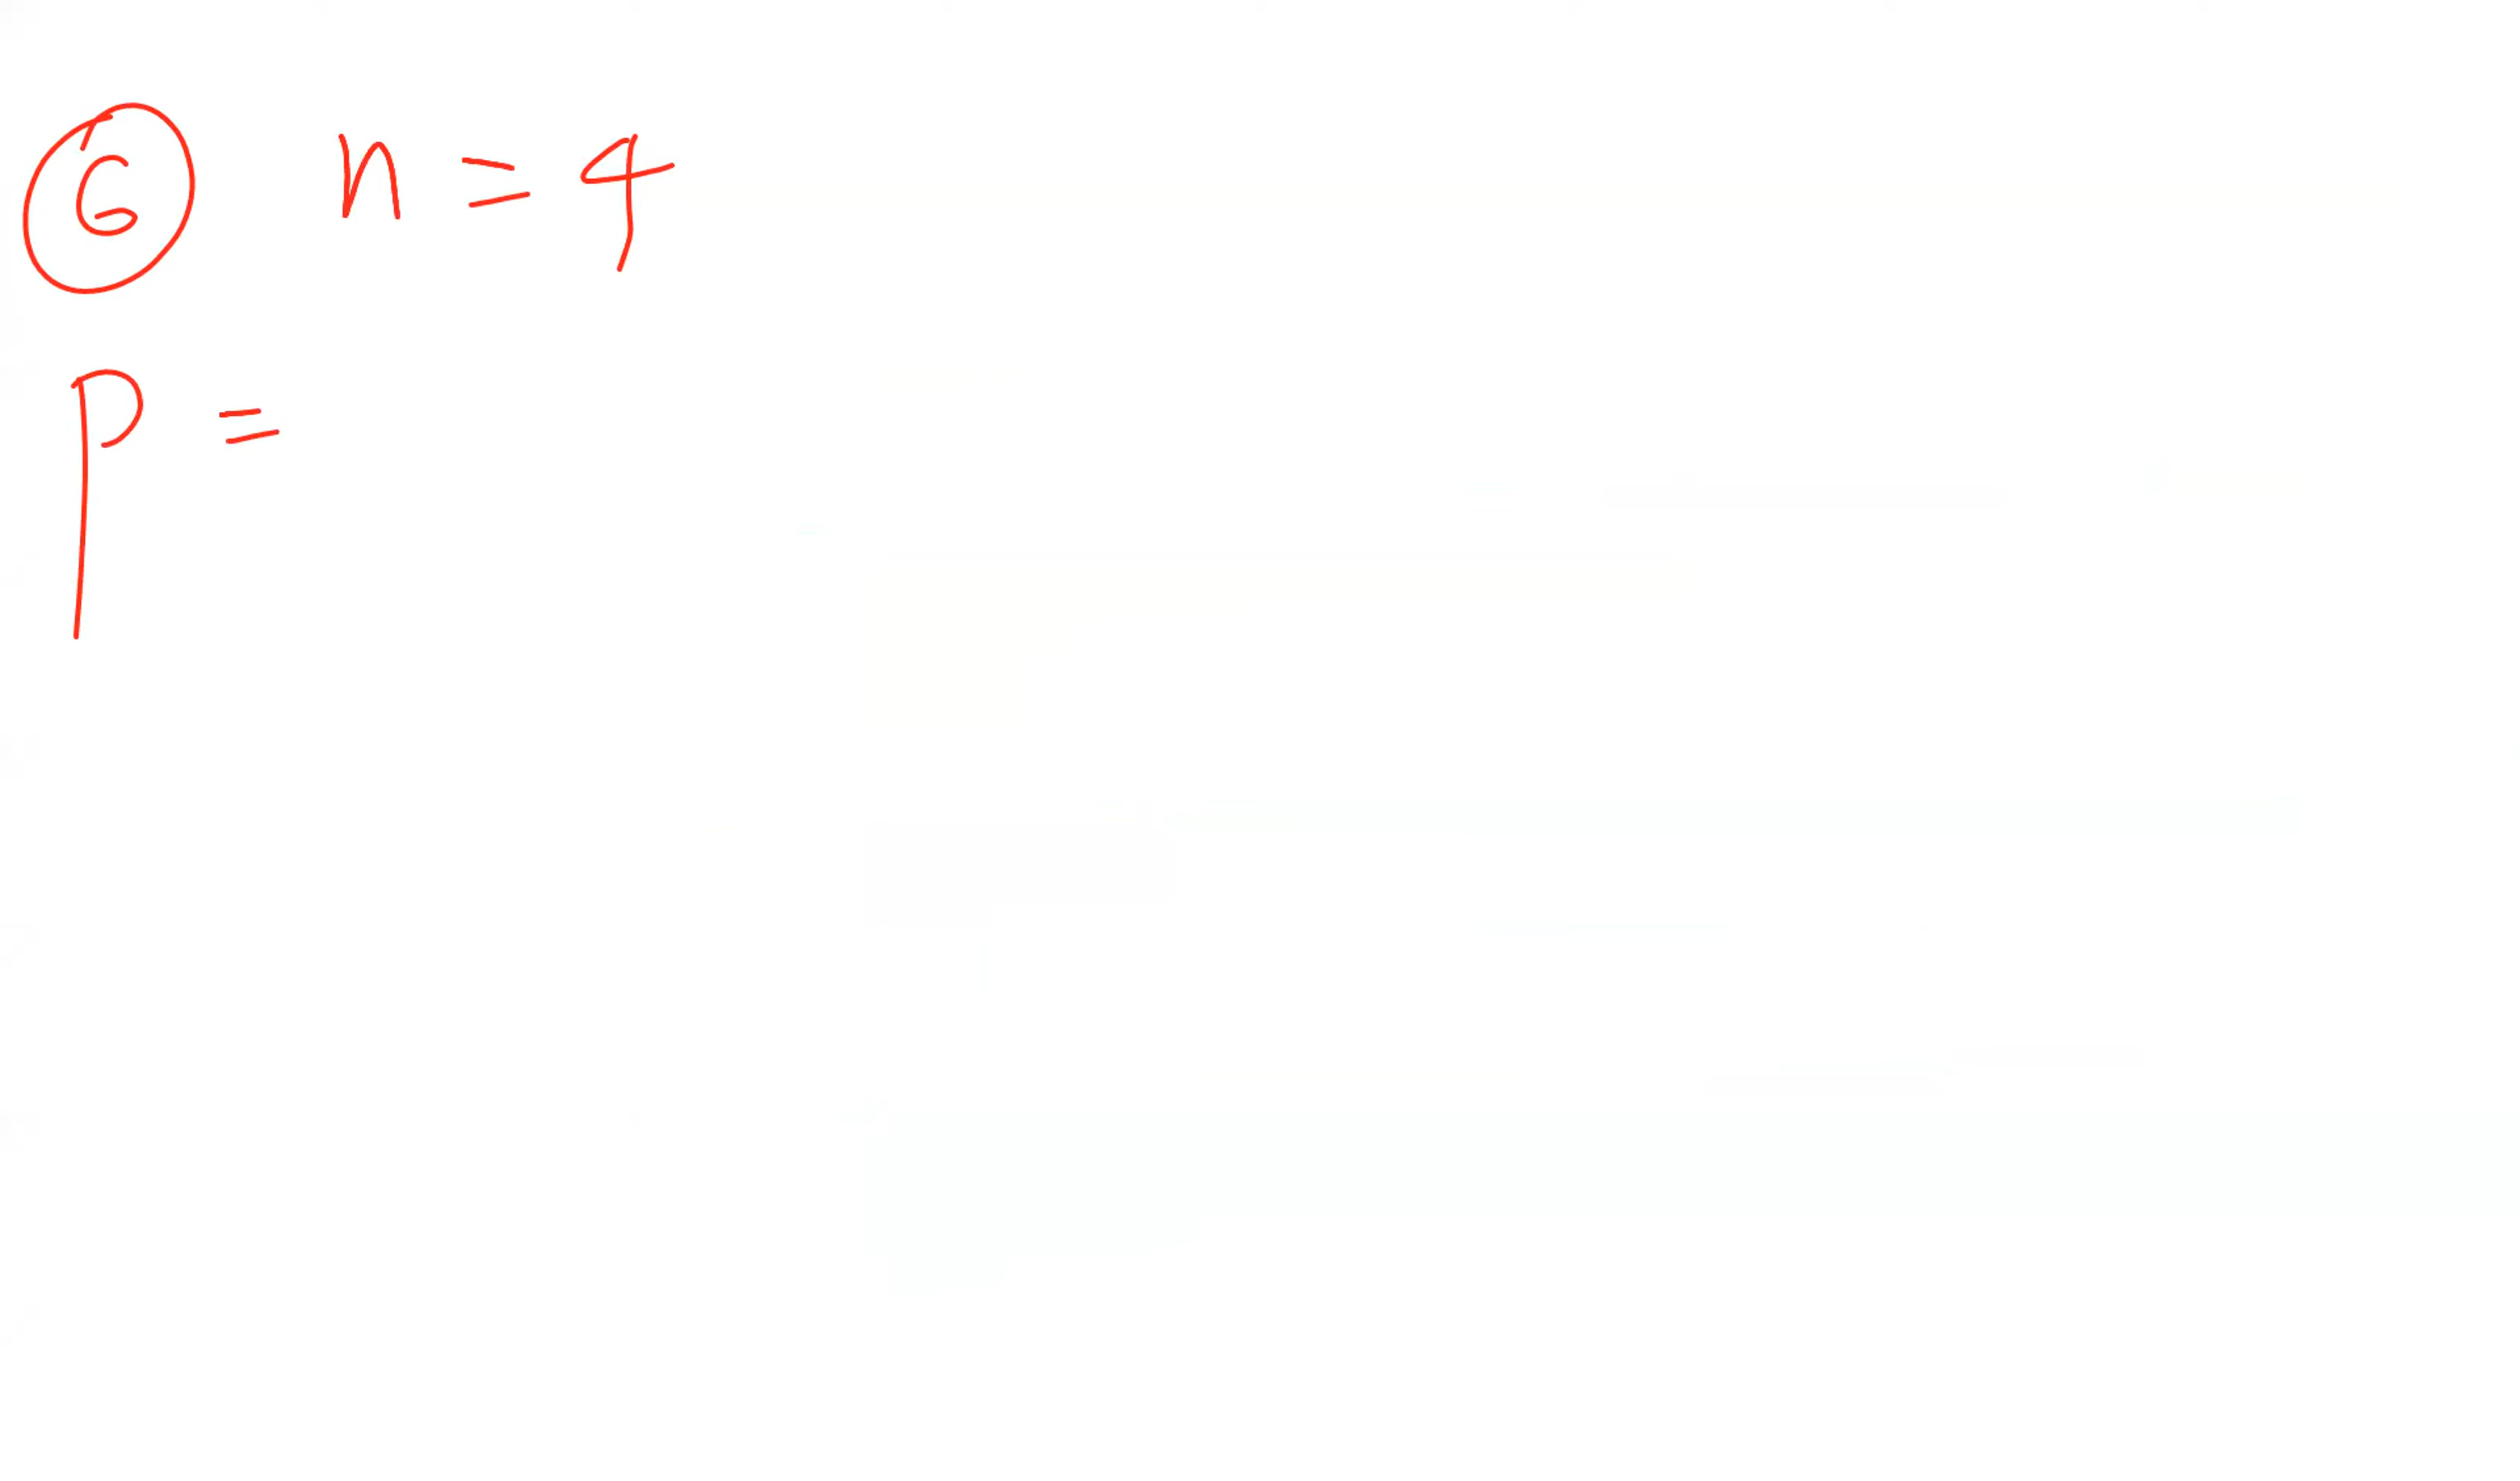 ⑥ n = 4
p =